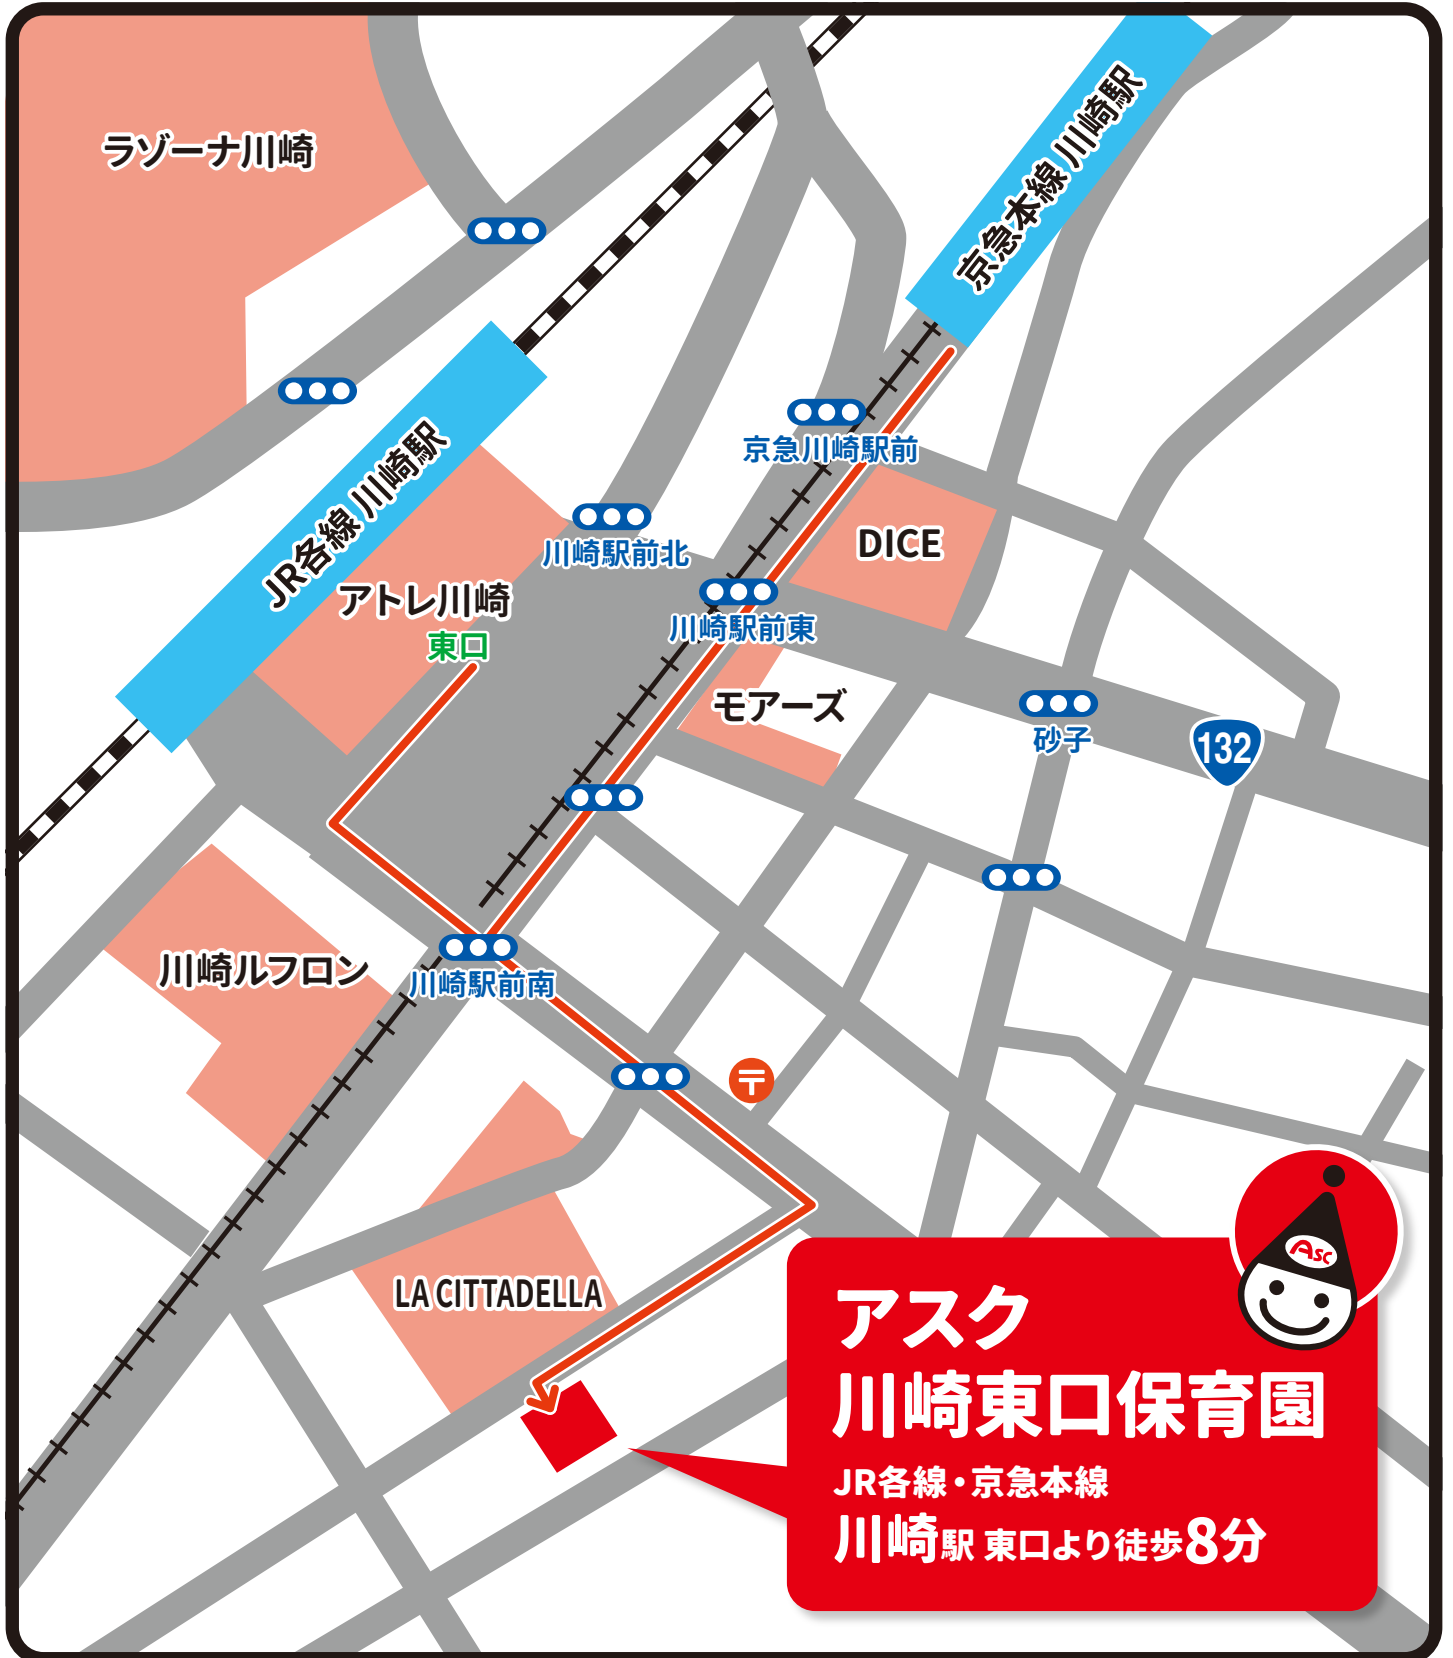 ラゾーナ川崎
京急本線 川崎駅
JR各線 川崎駅
京急川崎駅前
DICE
川崎駅前北
アトレ川崎
東口
川崎駅前東
モアーズ
砂子
132
川崎ルフロン
川崎駅前南
〒
LA CITTADELLA
ASC
アスク
川崎東口保育園
JR各線・京急本線
川崎駅 東口より徒歩8分